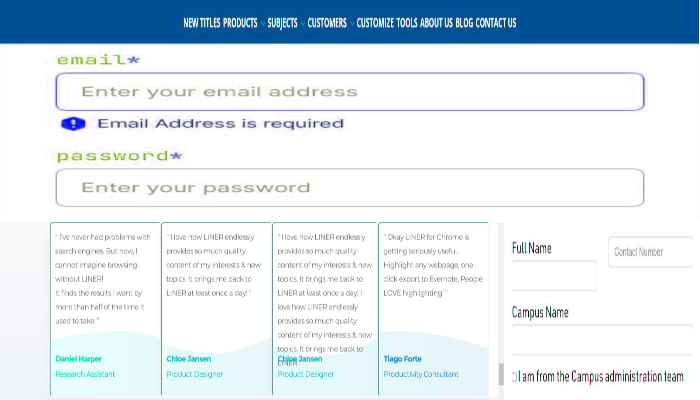 NEW TITLES PRODUCTS SUBJECTS CUSTOMERS CUSTOMIZE TOOLS ABOUT US BLOG CONTACT US
email*
Enter your email address
Email Address is required
password*
Enter your password
" I've never had problems with
search engines. But now, I
cannot imagine browsing
without LINER!
It finds the results I want by
more than half of the time it
used to take. "
Daniel Harper
Research Assistant
" I love how LINER endlessly
provides so much quality
content of my interests & new
topics. It brings me back to
LINER at least once a day! "
Chloe Jansen
Product Designer
" I love how LINER endlessly
provides so much quality
content of my interests & new
topics. It brings me back to
LINER at least once a day. I
love how LINER endlessly
provides so much quality
content of my interests & new
topics. It brings me back to
LINER
Chloe Jansen
Product Designer
" Okay LINER for Chrome is
getting seriously useful.
Highlight any webpage, one-
click export to Evernote. People
LOVE highlighting. "
Tiago Forte
Productivity Consultant
Full Name
Contact Number
Campus Name
I am from the Campus administration team